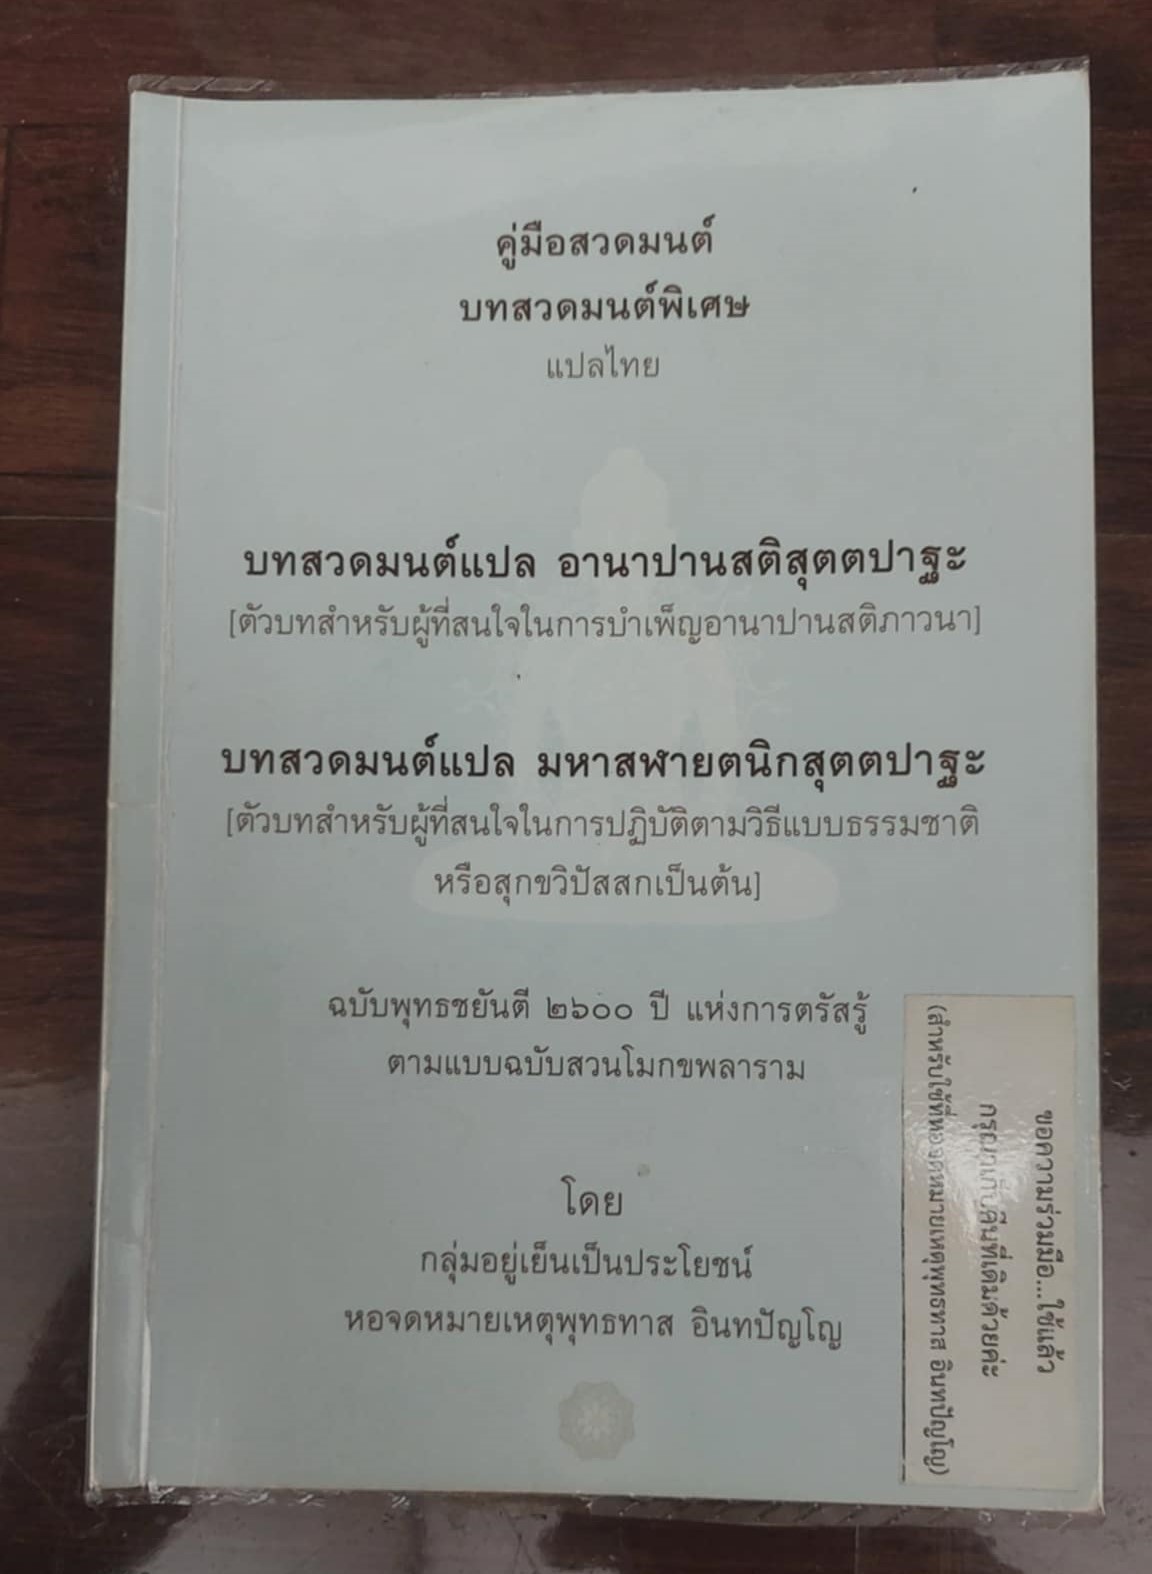 คู่มือสวดมนต์
บทสวดมนต์พิเศษ
แปลไทย
บทสวดมนต์แปล อานาปานสติสุตตปาฐะ
[ตัวบทสำหรับผู้ที่สนใจในการบำเพ็ญอานาปานสติภาวนา]
บทสวดมนต์แปล มหาสฬายตนิกสุตตปาฐะ
[ตัวบทสำหรับผู้ที่สนใจในการปฏิบัติตามวิธีแบบธรรมชาติ
หรือสุกขวิปัสสกเป็นต้น]
ฉบับพุทธชยันตี ๒๖๐๐ ปี แห่งการตรัสรู้
ตามแบบฉบับสวนโมกขพลาราม
โดย
กลุ่มอยู่เย็นเป็นประโยชน์
หอจดหมายเหตุพุทธทาส อินทปัญโญ
ขอความร่วมมือ...ใช้แล้ว
กรุณาเก็บคืนที่เดิมด้วยค่ะ
(สำหรับใช้ที่หอจดหมายเหตุพุทธทาส อินทปัญโญ)